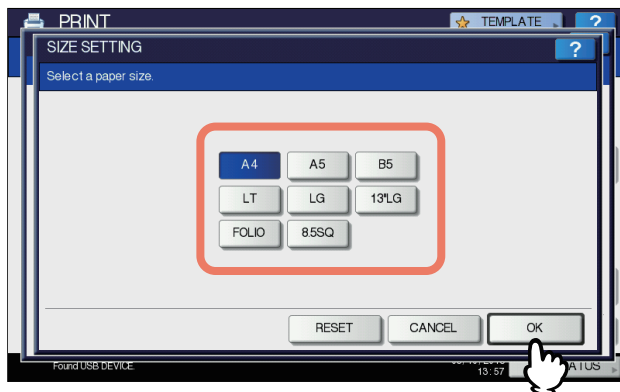 PRINT
TEMPLATE
?
SIZE SETTING
?
Select a paper size.
A4
A5
B5
LT
LG
13"LG
FOLIO
8.5SQ
RESET
CANCEL
OK
Found USB DEVICE.
13:57